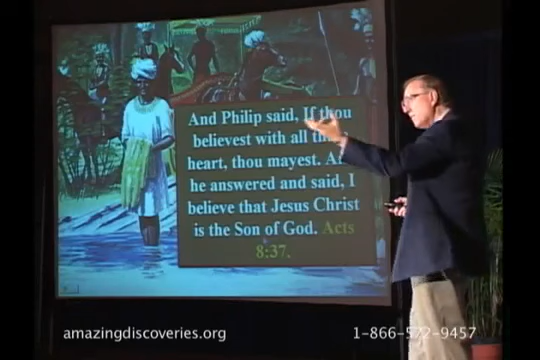 And Philip said, If thou
believest with all
heart, thou mayest.
he answered and said, I
believe that Jesus Christ
is the Son of God. Acts
8:37.
amazingdiscoveries.org
1-866-572-9457